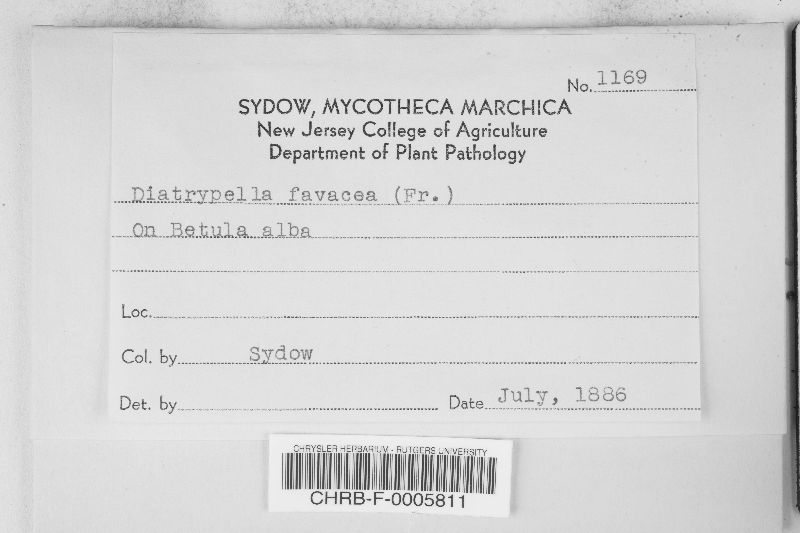 No. 1169
SYDOW, MYCOTHECA MARCHICA
New Jersey College of Agriculture
Department of Plant Pathology
Diatrypella favacea (Fr.)
On Betula alba
Loc.
Col. by Sydow
Det. by Date July, 1886
CHRYSLER HERBARIUM - RUTGERS UNIVERSITY
CHRB-F-0005811